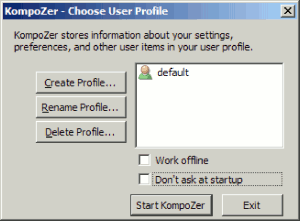 KompoZer - Choose User Profile
KompoZer stores information about your settings,
preferences, and other user items in your user profile.
Create Profile...
Rename Profile...
Delete Profile...
default
Work offline
Don't ask at startup
Start KompoZer
Exit